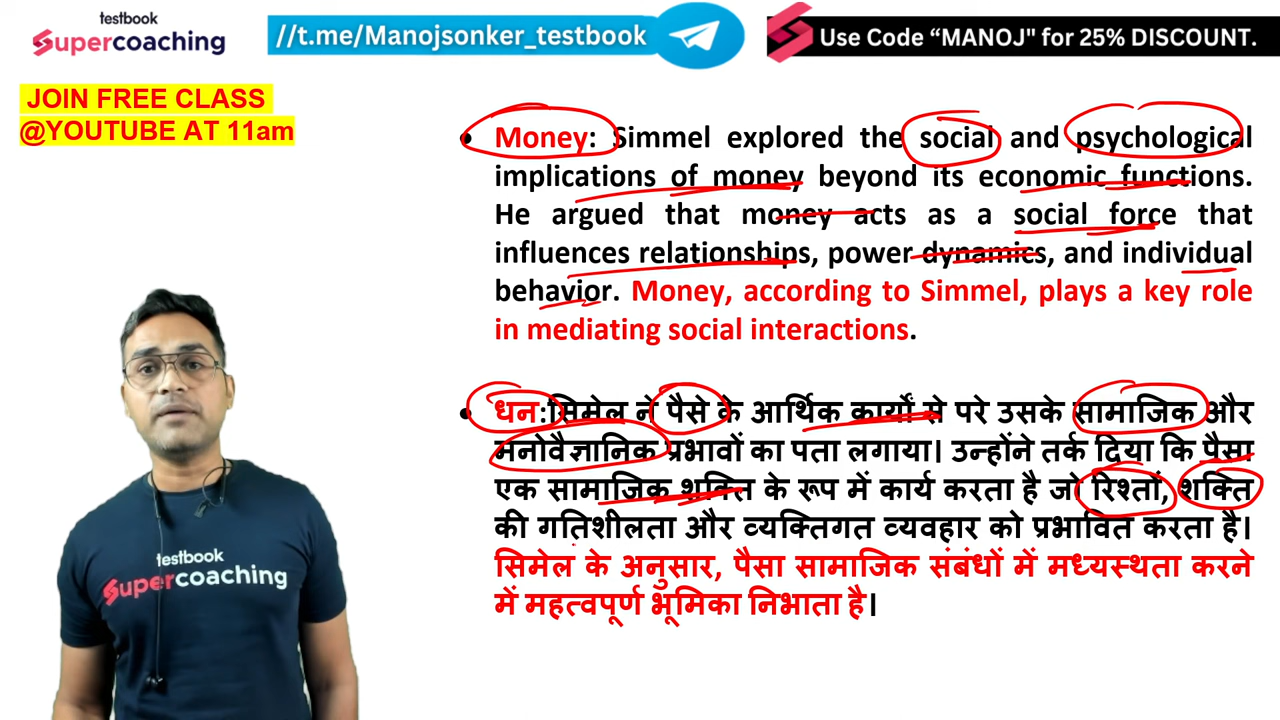 testbook
Supercoaching
//t.me/Manojsonker_testbook
Use Code “MANOJ" for 25% DISCOUNT.
JOIN FREE CLASS
@YOUTUBE AT 11am
• Money: Simmel explored the social and psychological
implications of money beyond its economic functions.
He argued that money acts as a social force that
influences relationships, power dynamics, and individual
behavior. Money, according to Simmel, plays a key role
in mediating social interactions.
• धन:सिमेल ने पैसे के आर्थिक कार्यों से परे उसके सामाजिक और
मनोवैज्ञानिक प्रभावों का पता लगाया। उन्होंने तर्क दिया कि पैसा
एक सामाजिक शक्ति के रूप में कार्य करता है जो रिश्तों, शक्ति
की गतिशीलता और व्यक्तिगत व्यवहार को प्रभावित करता है।
सिमेल के अनुसार, पैसा सामाजिक संबंधों में मध्यस्थता करने
में महत्वपूर्ण भूमिका निभाता है।
testbook
Supercoaching